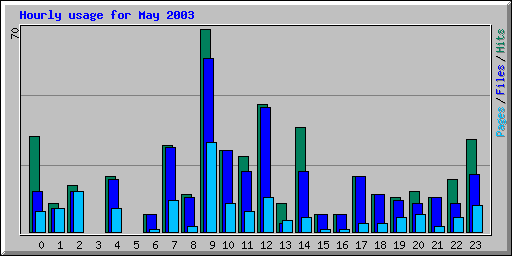 Hourly usage for May 2003
70
Pages / Files / Hits
0 1 2 3 4 5 6 7 8 9 10 11 12 13 14 15 16 17 18 19 20 21 22 23